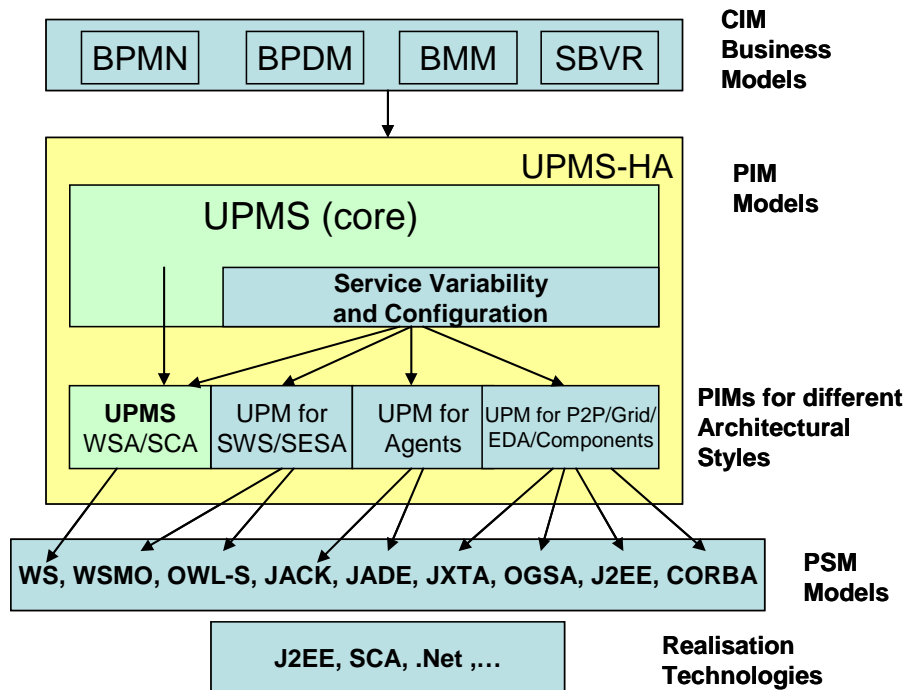 CIM
Business
Models
BPMN
BPDM
BMM
SBVR
UPMS-HA
PIM
Models
UPMS (core)
Service Variability
and Configuration
UPMS
WSA/SCA
UPM for
SWS/SESA
UPM for
Agents
UPM for P2P/Grid/
EDA/Components
PIMs for different
Architectural
Styles
WS, WSMO, OWL-S, JACK, JADE, JXTA, OGSA, J2EE, CORBA
PSM
Models
J2EE, SCA, .Net ,...
Realisation
Technologies